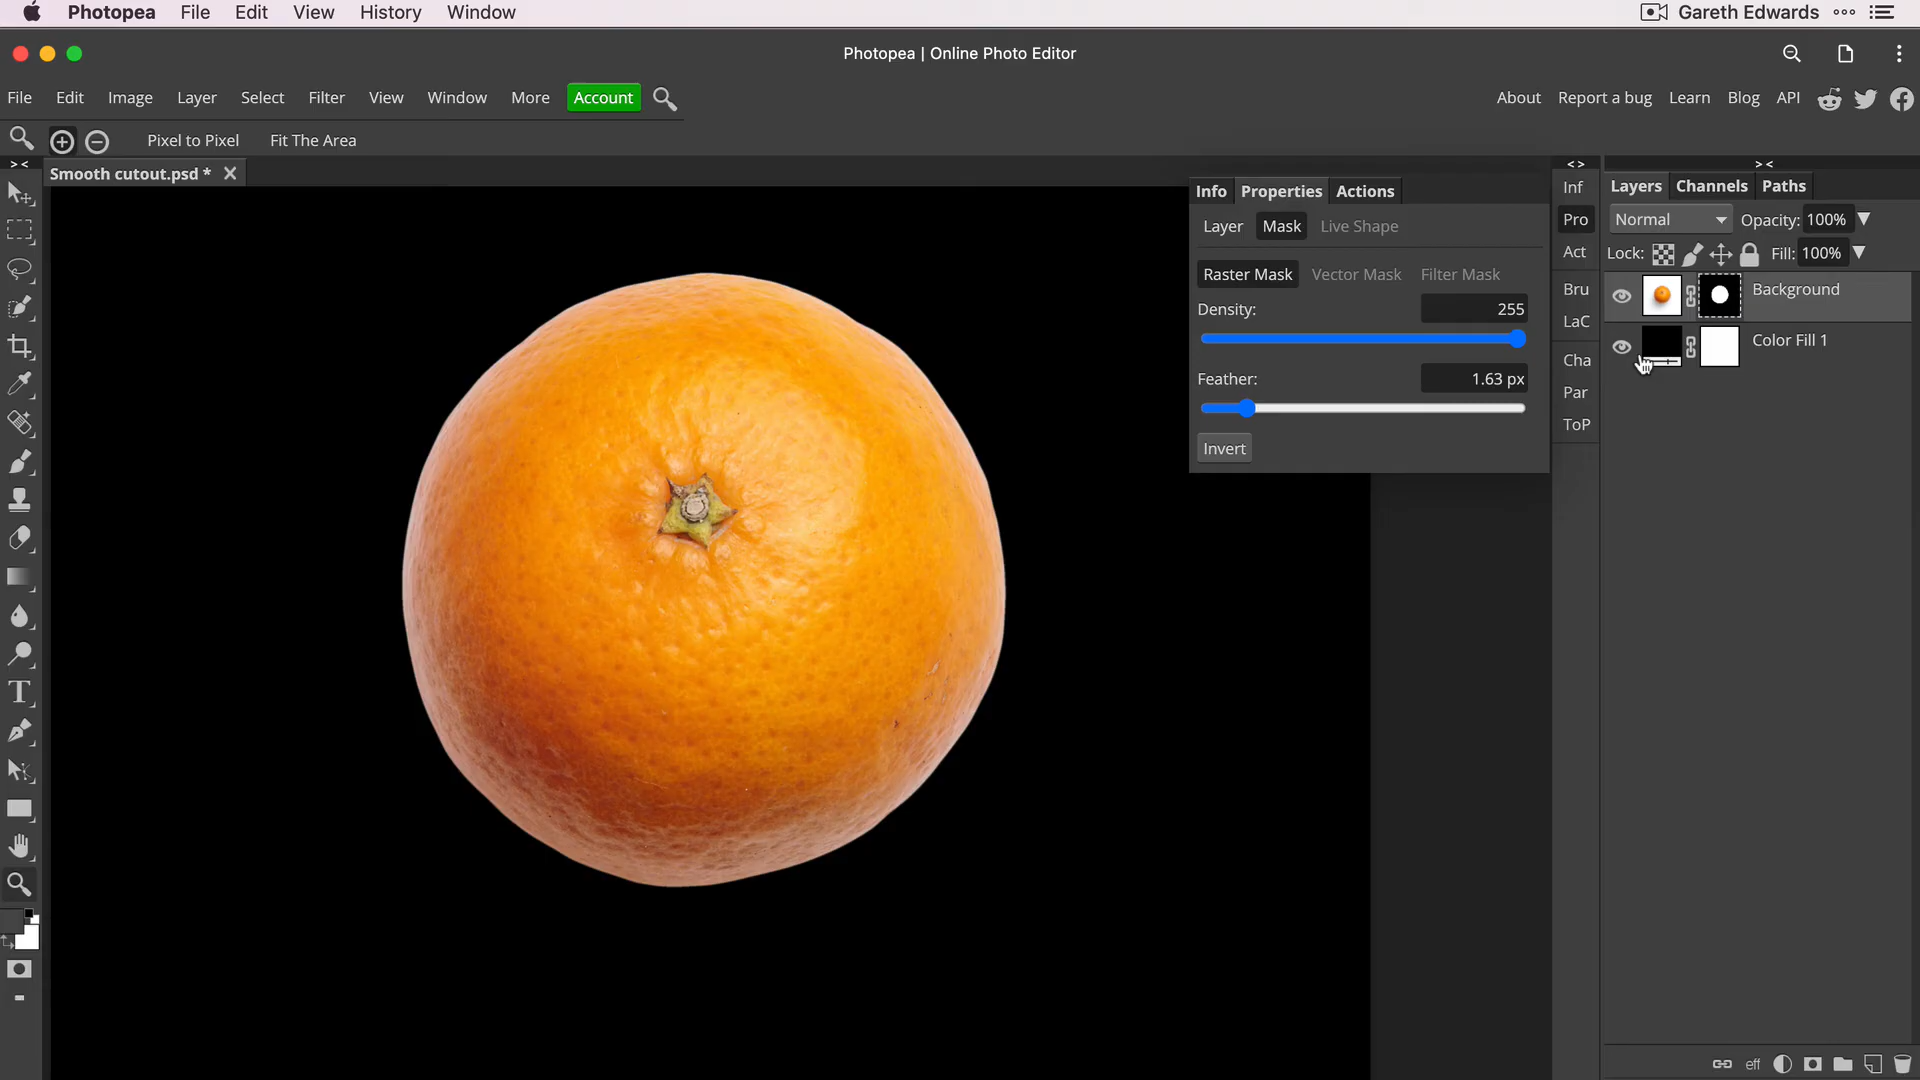 Photopea File Edit View History Window Gareth Edwards
Photopea | Online Photo Editor
File Edit Image Layer Select Filter View Window More Account About Report a bug Learn Blog API
Pixel to Pixel Fit The Area
> < Smooth cutout.psd * < > > <
Info Properties Actions Inf Layers Channels Paths
Layer Mask Live Shape Pro Normal Opacity: 100%
Act Lock: Fill: 100%
Raster Mask Vector Mask Filter Mask Bru Background
Density: 255 LaC
Color Fill 1
Cha
Feather: 1.63 px Par
ToP
Invert
T
eff